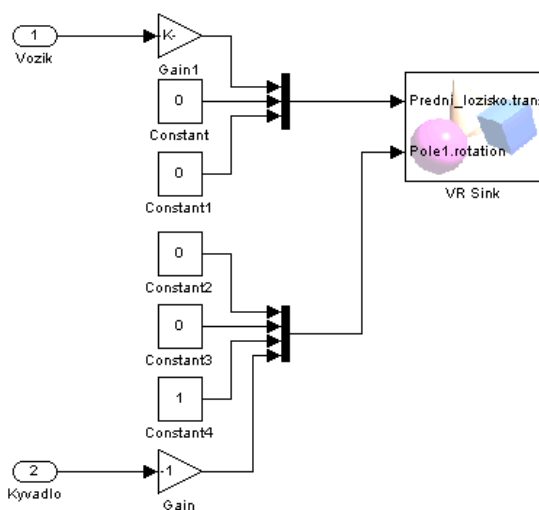 1
Vozik
K-
Gain1
0
Constant
0
Constant1
Predni_lozisko.trans
Pole1.rotation
VR Sink
0
Constant2
0
Constant3
1
Constant4
2
Kyvadlo
-1
Gain